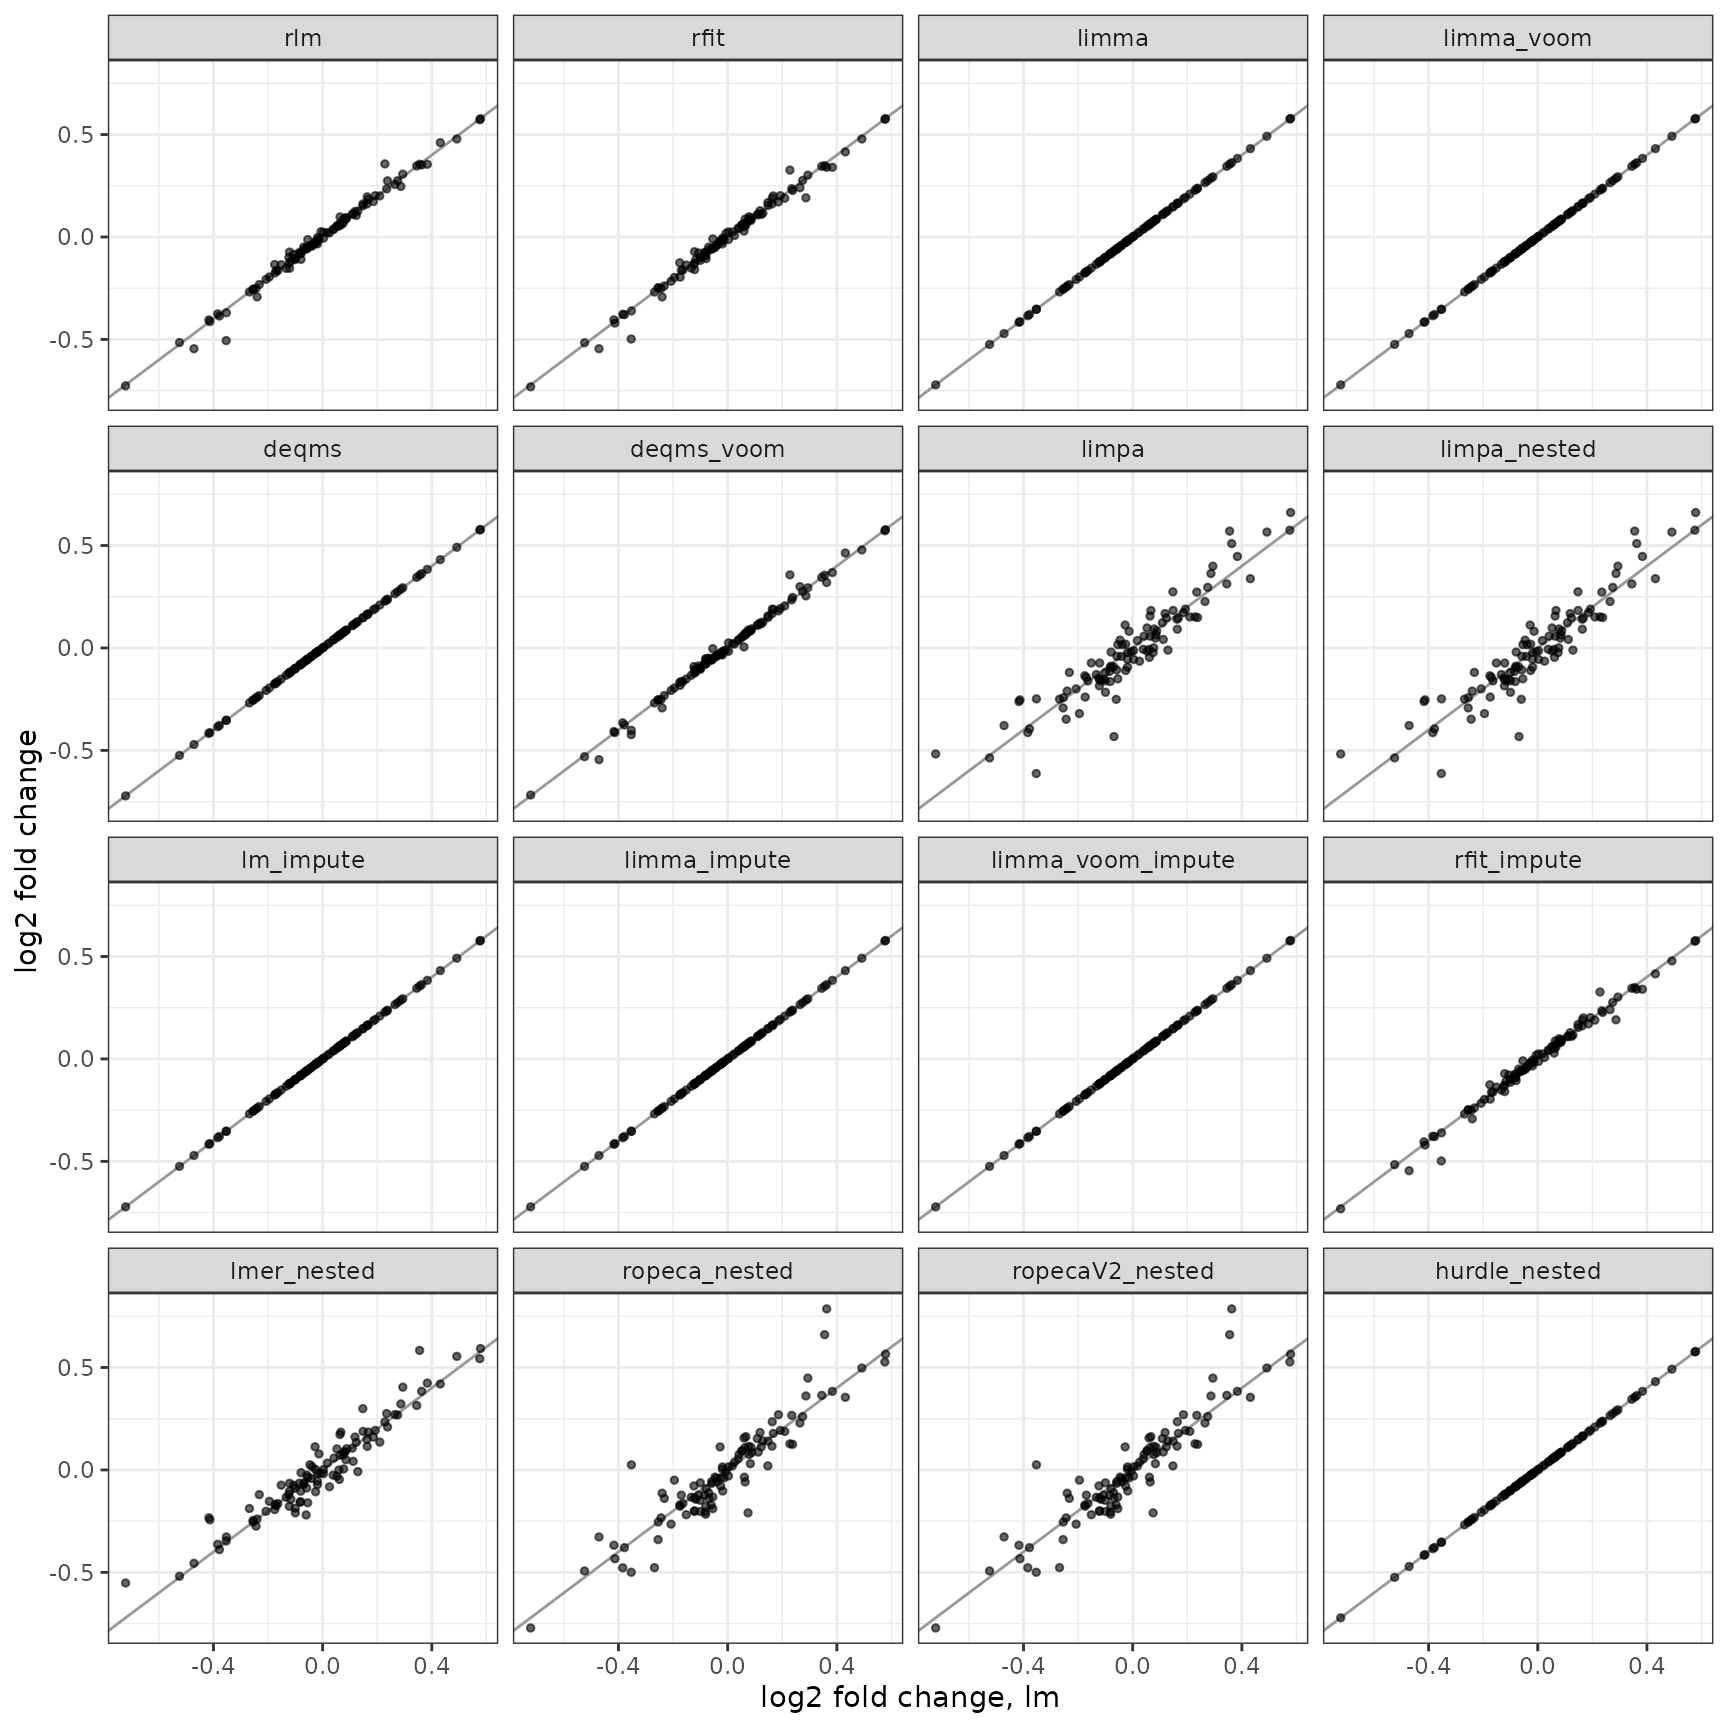 rlm rfit limma limma_voom
0.5
0.0
-0.5
deqms deqms_voom limpa limpa_nested
0.5
0.0
-0.5
log2 fold change
lm_impute limma_impute limma_voom_impute rfit_impute
0.5
0.0
-0.5
lmer_nested ropeca_nested ropecaV2_nested hurdle_nested
0.5
0.0
-0.5
-0.4 0.0 0.4 -0.4 0.0 0.4 -0.4 0.0 0.4 -0.4 0.0 0.4
log2 fold change, lm